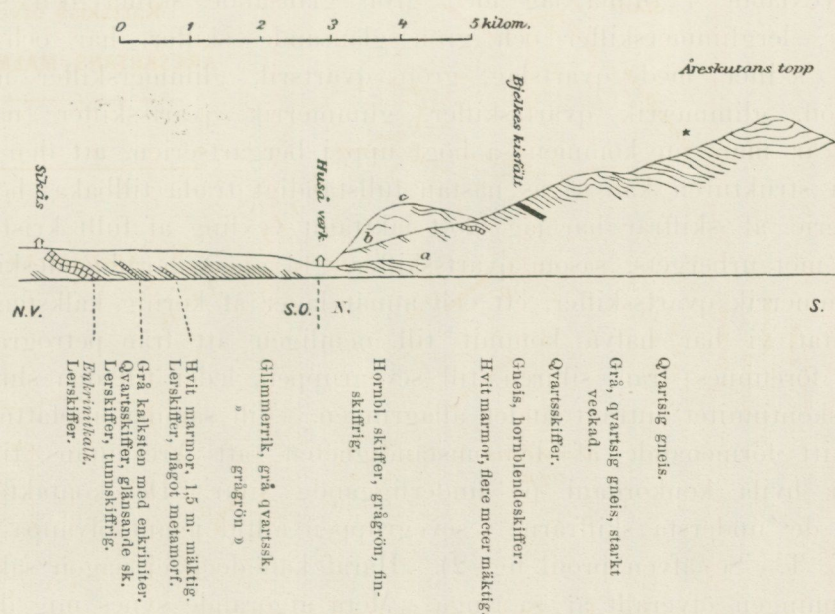 0 1 2 3 4 5 kilom.
Åreskutans topp
Bjelkes kisfält
Huså verk
Sikås
c
b
a
N.V.
S.O.
N.
S.
Lerskiffer.
Enkrinitkalk.
Lerskiffer, tunnskiffrig.
Qvartsskiffer, glänsande sk.
Grå kalksten med enkriniter.
Lerskiffer, något metamorf.
Hvit marmor, 1,5 m. mäktig.
» grågrön »
Glimmerrik, grå qvartssk.
Hornbl. skiffer, grågrön, fin-
skiffrig.
Hvit marmor, flere meter mäktig
Gneis, hornblendeskiffer.
Qvartsskiffer.
Grå, qvartsig gneis, starkt
veckad.
Qvartsig gneis.